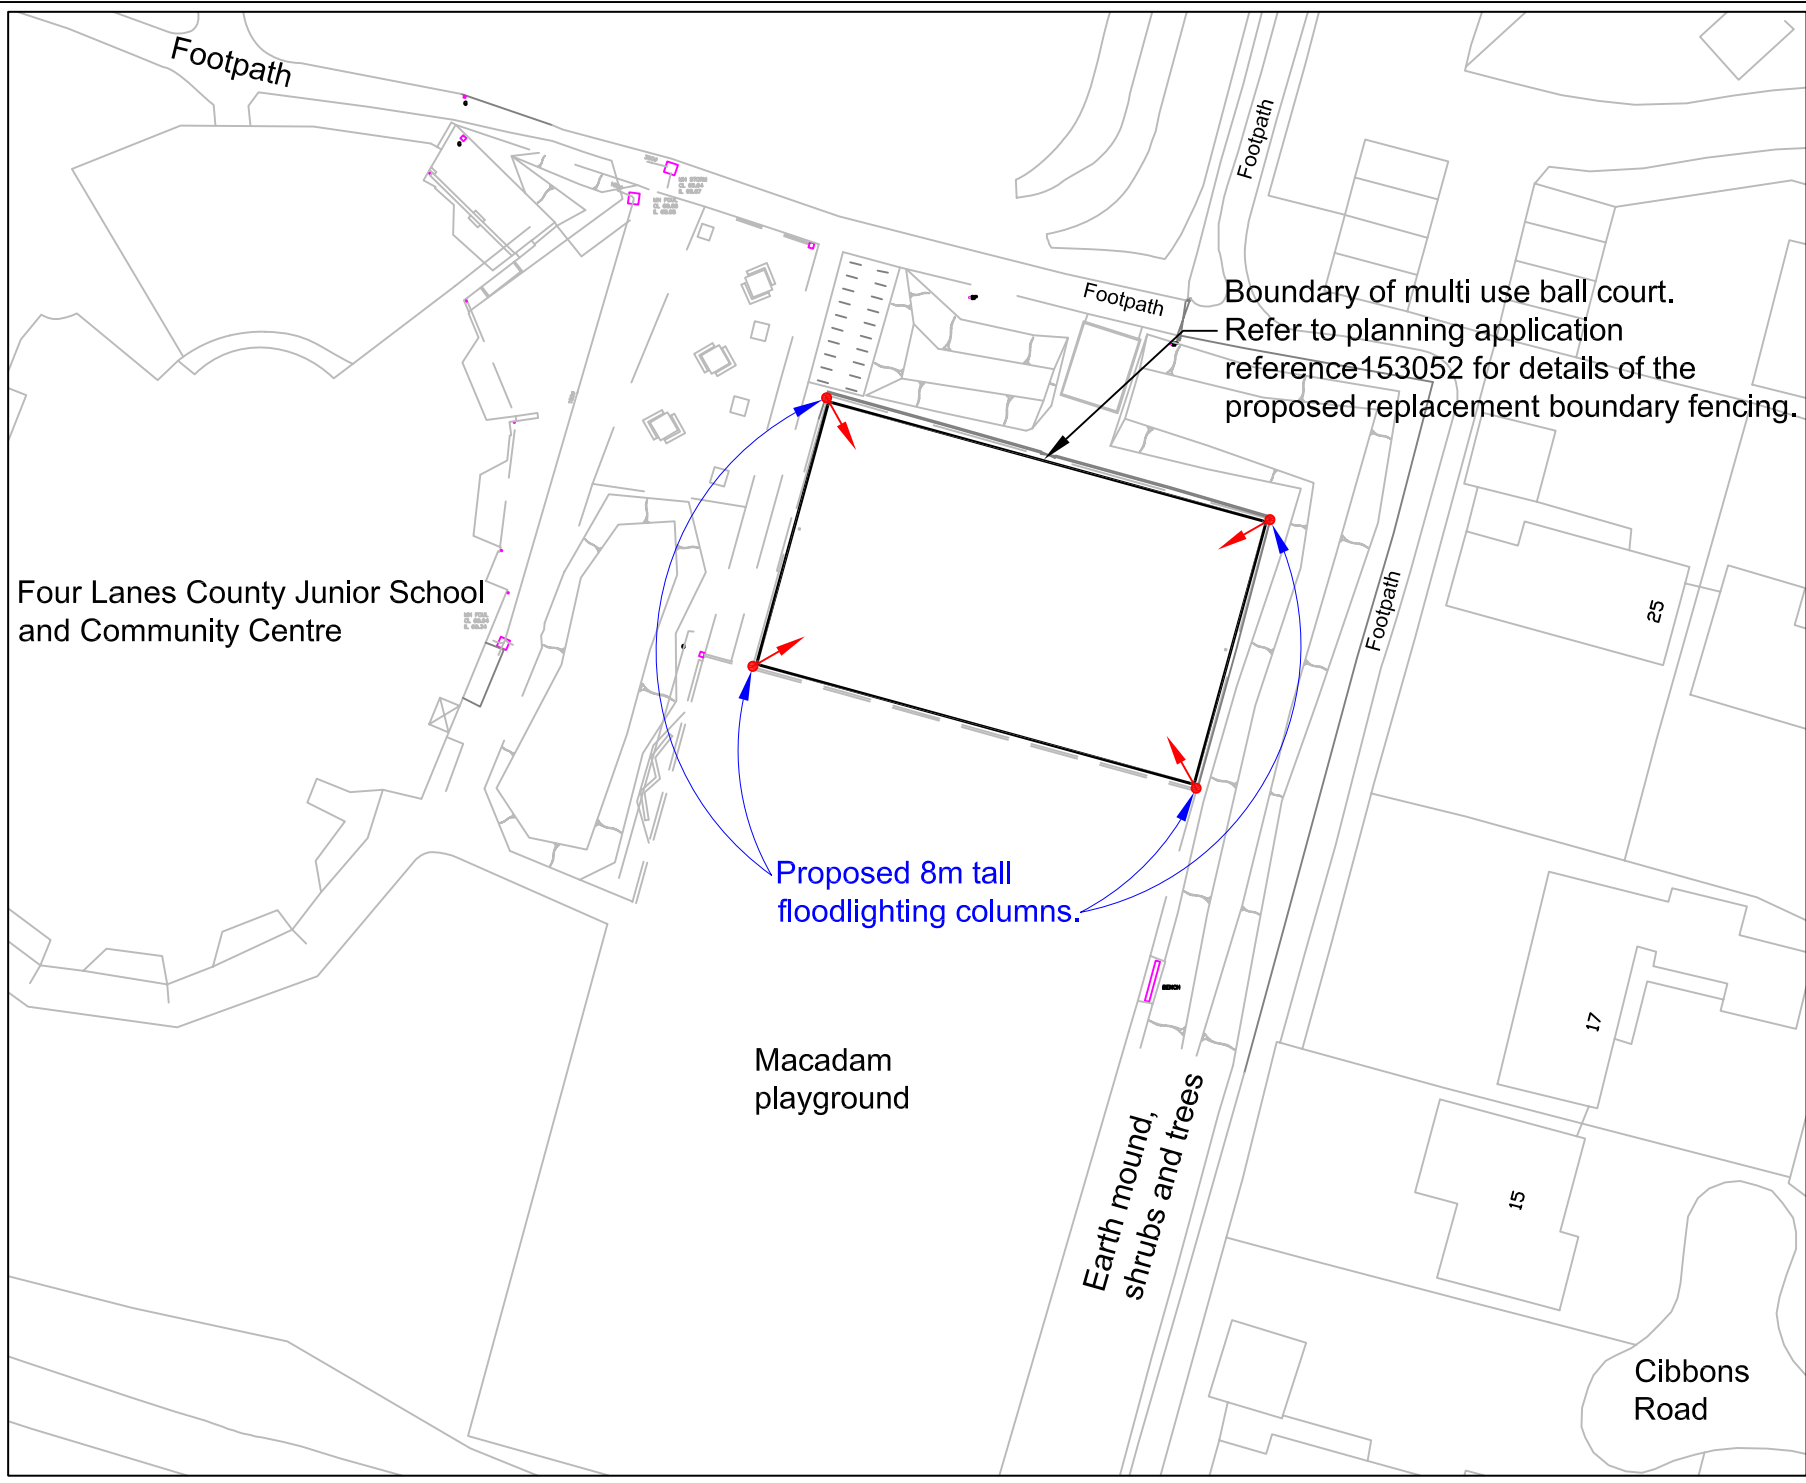 Footpath
Footpath
Footpath
Boundary of multi use ball court.
Refer to planning application
reference153052 for details of the
proposed replacement boundary fencing.
Four Lanes County Junior School
and Community Centre
Footpath
25
Proposed 8m tall
floodlighting columns.
BENCH
17
Macadam
playground
Earth mound,
shrubs and trees
15
Cibbons
Road